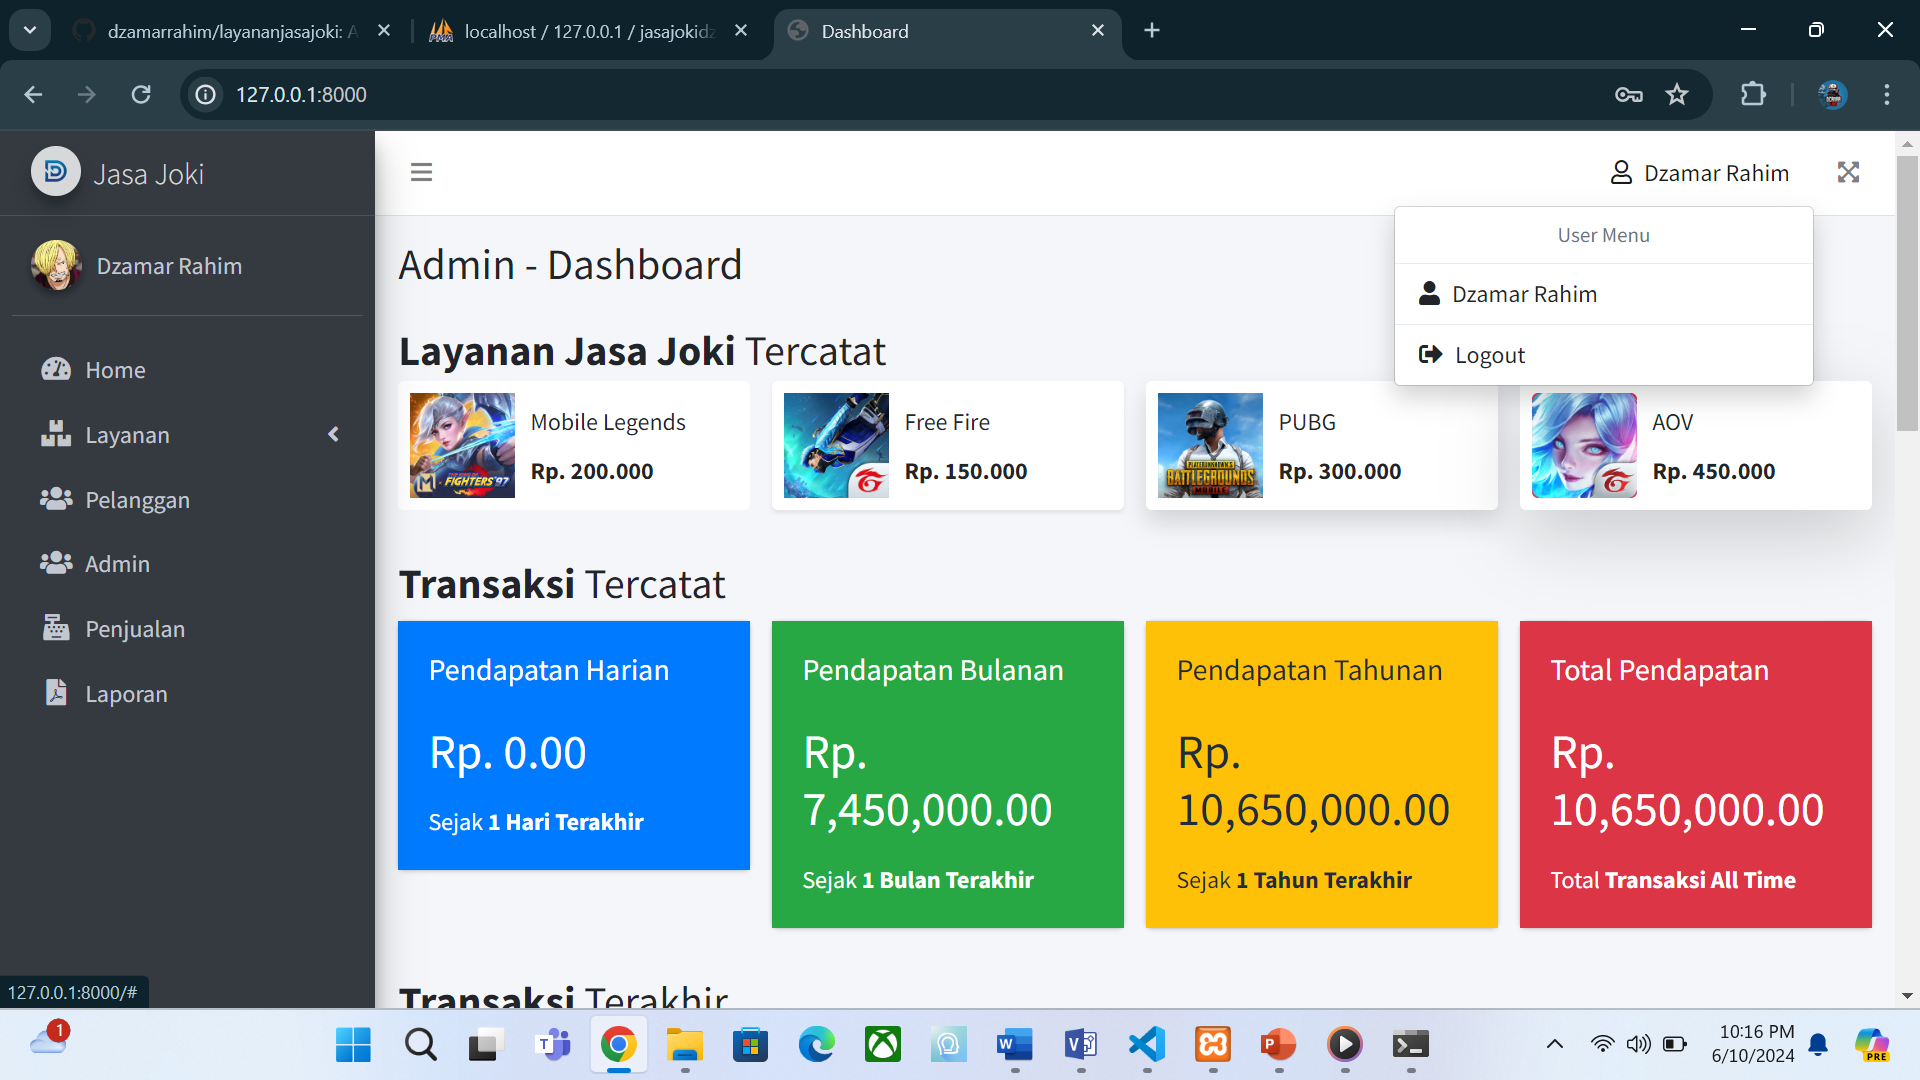 dzamarrahim/layananjasajoki: A
localhost / 127.0.0.1 / jasajokidz
Dashboard
127.0.0.1:8000
Jasa Joki
Dzamar Rahim
Dzamar Rahim
Home
Layanan
Pelanggan
Admin
Penjualan
Laporan
User Menu
Dzamar Rahim
Logout
Admin - Dashboard
Layanan Jasa Joki Tercatat
Mobile Legends
Rp. 200.000
Free Fire
Rp. 150.000
PUBG
Rp. 300.000
AOV
Rp. 450.000
Transaksi Tercatat
Pendapatan Harian
Rp. 0.00
Sejak 1 Hari Terakhir
Pendapatan Bulanan
Rp.
7,450,000.00
Sejak 1 Bulan Terakhir
Pendapatan Tahunan
Rp.
10,650,000.00
Sejak 1 Tahun Terakhir
Total Pendapatan
Rp.
10,650,000.00
Total Transaksi All Time
Transaksi Terakhir
127.0.0.1:8000/#
1
10:16 PM
6/10/2024
PRE